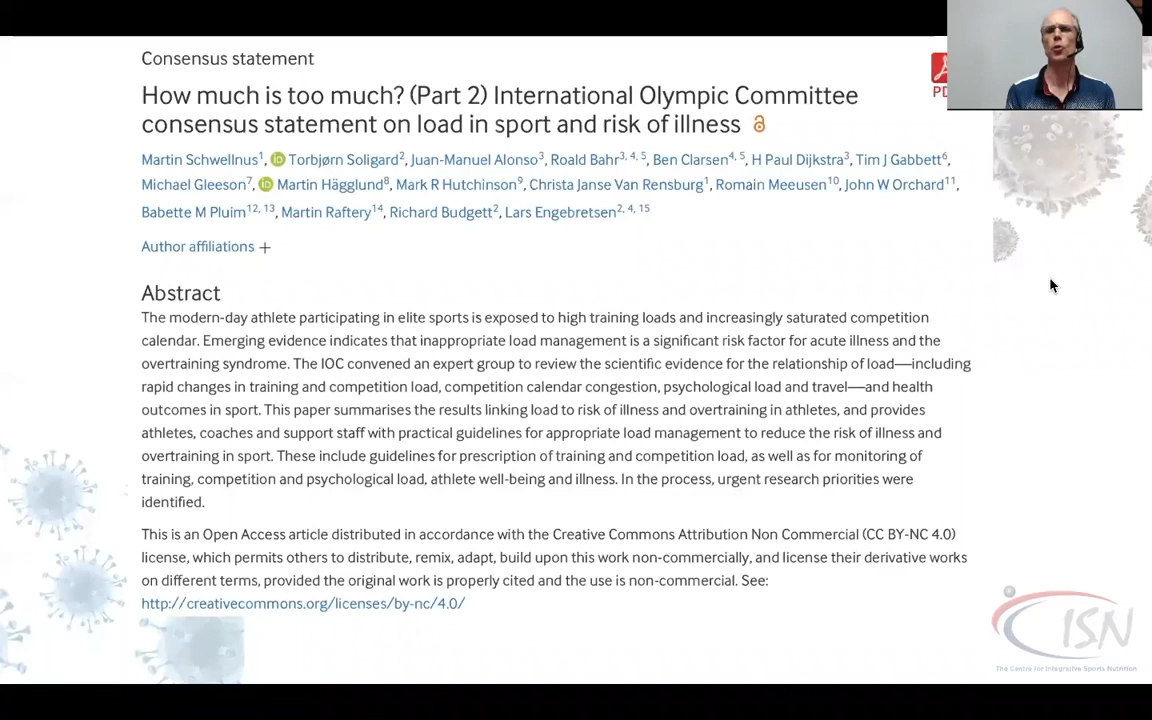 Consensus statement
How much is too much? (Part 2) International Olympic Committee
consensus statement on load in sport and risk of illness
PD
Martin Schwellnus1, Torbjørn Soligard2, Juan-Manuel Alonso3, Roald Bahr3, 4, 5, Ben Clarsen4, 5, H Paul Dijkstra3, Tim J Gabbett6,
Michael Gleeson7, Martin Hägglund8, Mark R Hutchinson9, Christa Janse Van Rensburg1, Romain Meeusen10, John W Orchard11,
Babette M Pluim12, 13, Martin Raftery14, Richard Budgett2, Lars Engebretsen2, 4, 15
Author affiliations +
Abstract
The modern-day athlete participating in elite sports is exposed to high training loads and increasingly saturated competition
calendar. Emerging evidence indicates that inappropriate load management is a significant risk factor for acute illness and the
overtraining syndrome. The IOC convened an expert group to review the scientific evidence for the relationship of load—including
rapid changes in training and competition load, competition calendar congestion, psychological load and travel—and health
outcomes in sport. This paper summarises the results linking load to risk of illness and overtraining in athletes, and provides
athletes, coaches and support staff with practical guidelines for appropriate load management to reduce the risk of illness and
overtraining in sport. These include guidelines for prescription of training and competition load, as well as for monitoring of
training, competition and psychological load, athlete well-being and illness. In the process, urgent research priorities were
identified.
This is an Open Access article distributed in accordance with the Creative Commons Attribution Non Commercial (CC BY-NC 4.0)
license, which permits others to distribute, remix, adapt, build upon this work non-commercially, and license their derivative works
on different terms, provided the original work is properly cited and the use is non-commercial. See:
http://creativecommons.org/licenses/by-nc/4.0/
CISN
The Centre for Integrative Sports Nutrition